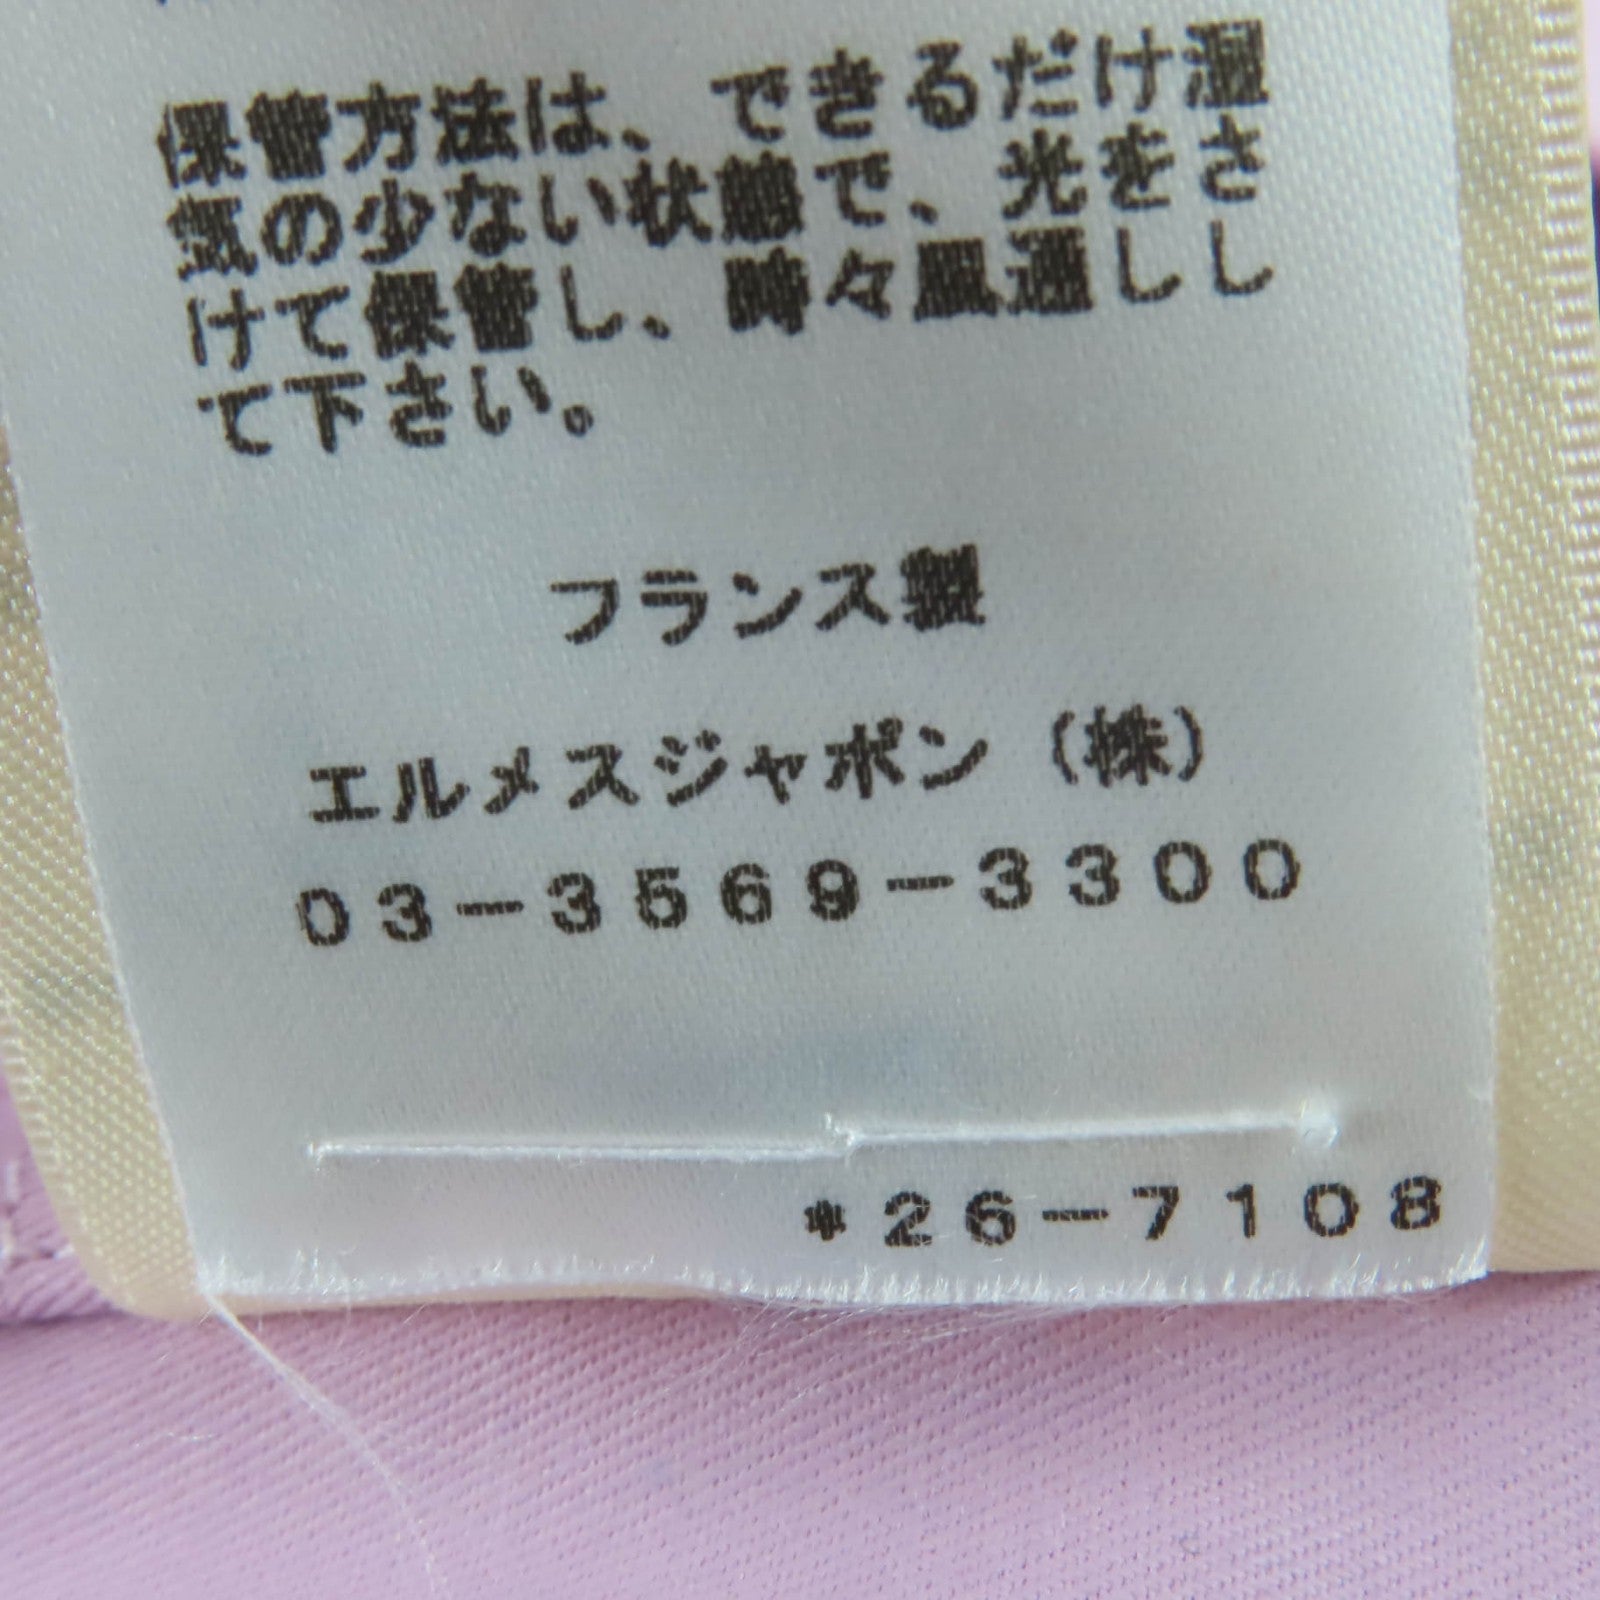 保管方法は、できるだけ湿
気の少ない状態で、光をさ
けて保管し、時々風通しし
て下さい。
フランス製
エルメスジャポン（株）
03-3569-3300
*26-7108